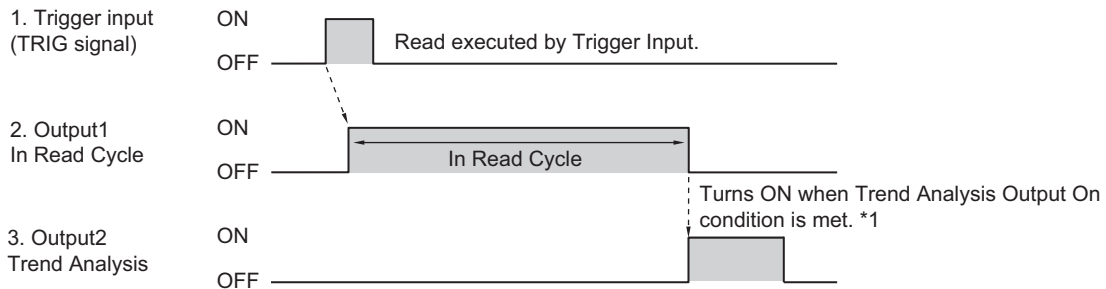 1. Trigger input
(TRIG signal)
ON
OFF
Read executed by Trigger Input.
2. Output1
In Read Cycle
ON
OFF
In Read Cycle
Turns ON when Trend Analysis Output On
condition is met. *1
3. Output2
Trend Analysis
ON
OFF